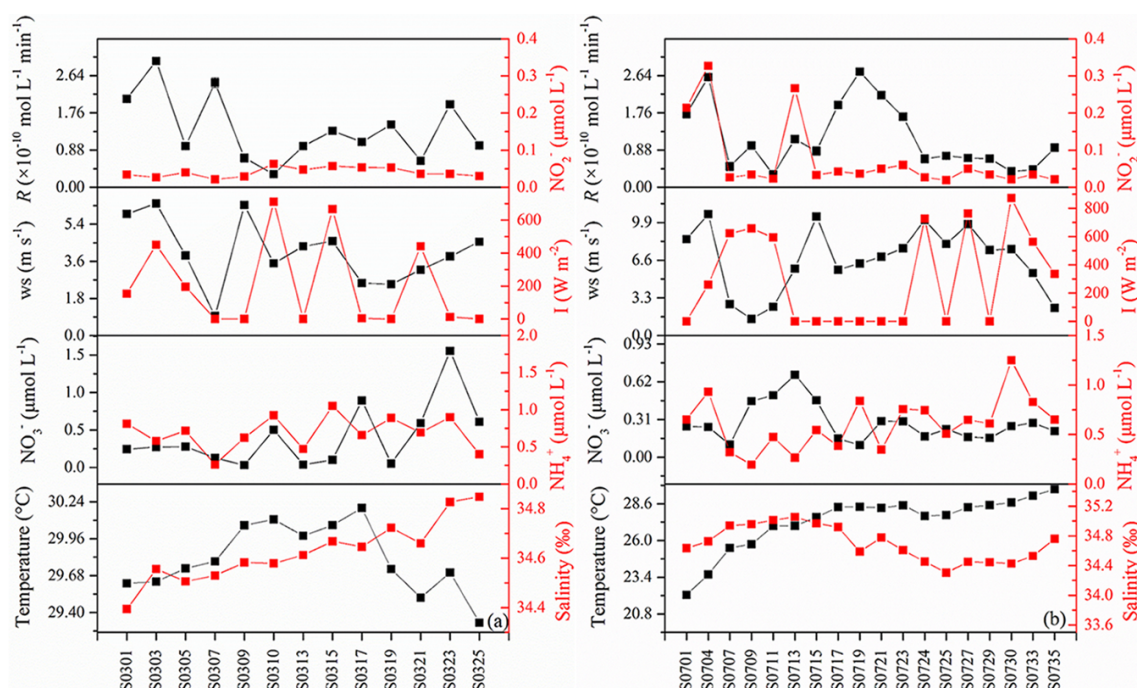 R (×10-10 mol L-1 min-1)
2.64
1.76
0.88
0.00
0.4
0.3
0.2
0.1
0.0
NO2- (μmol L-1)
ws (m s-1)
5.4
3.6
1.8
0.0
600
400
200
0
I (W m-2)
NO3- (μmol L-1)
1.5
1.0
0.5
0.0
2.0
1.5
1.0
0.5
0.0
NH4+ (μmol L-1)
Temperature (°C)
30.24
29.96
29.68
29.40
34.8
34.6
34.4
Salinity (‰)
(a)
S0301
S0303
S0305
S0307
S0309
S0310
S0313
S0315
S0317
S0319
S0321
S0323
S0325
R (×10-10 mol L-1 min-1)
2.64
1.76
0.88
0.00
0.4
0.3
0.2
0.1
0.0
NO2- (μmol L-1)
ws (m s-1)
9.9
6.6
3.3
0.0
800
600
400
200
0
I (W m-2)
NO3- (μmol L-1)
0.93
0.62
0.31
0.00
1.5
1.0
0.5
0.0
NH4+ (μmol L-1)
Temperature (°C)
28.6
26.0
23.4
20.8
35.2
34.8
34.4
34.0
33.6
Salinity (‰)
(b)
S0701
S0704
S0707
S0709
S0711
S0713
S0715
S0717
S0719
S0721
S0723
S0724
S0725
S0727
S0729
S0730
S0733
S0735